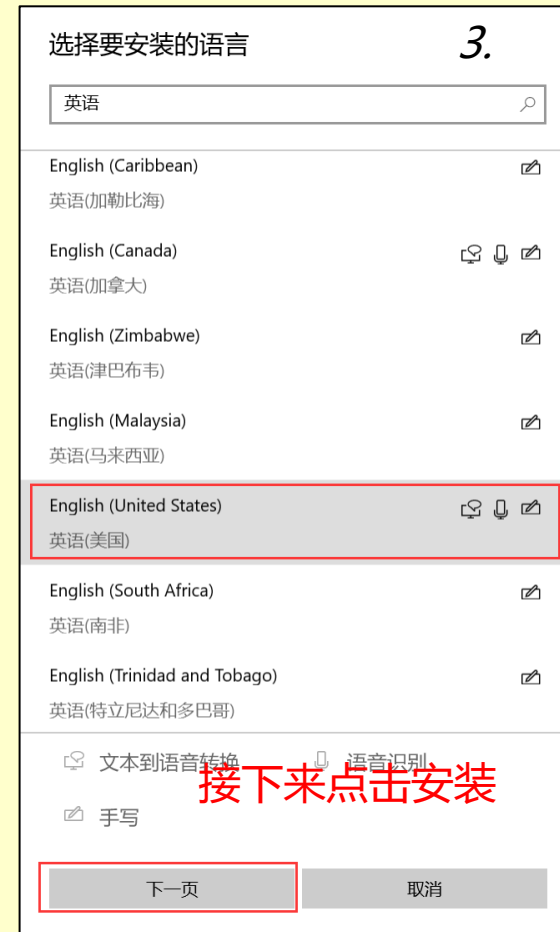 选择要安装的语言
3.
英语
English (Caribbean)
英语(加勒比海)
English (Canada)
英语(加拿大)
English (Zimbabwe)
英语(津巴布韦)
English (Malaysia)
英语(马来西亚)
English (United States)
英语(美国)
English (South Africa)
英语(南非)
English (Trinidad and Tobago)
英语(特立尼达和多巴哥)
文本到语音转换
语音识别
接下来点击安装
手写
下一页
取消